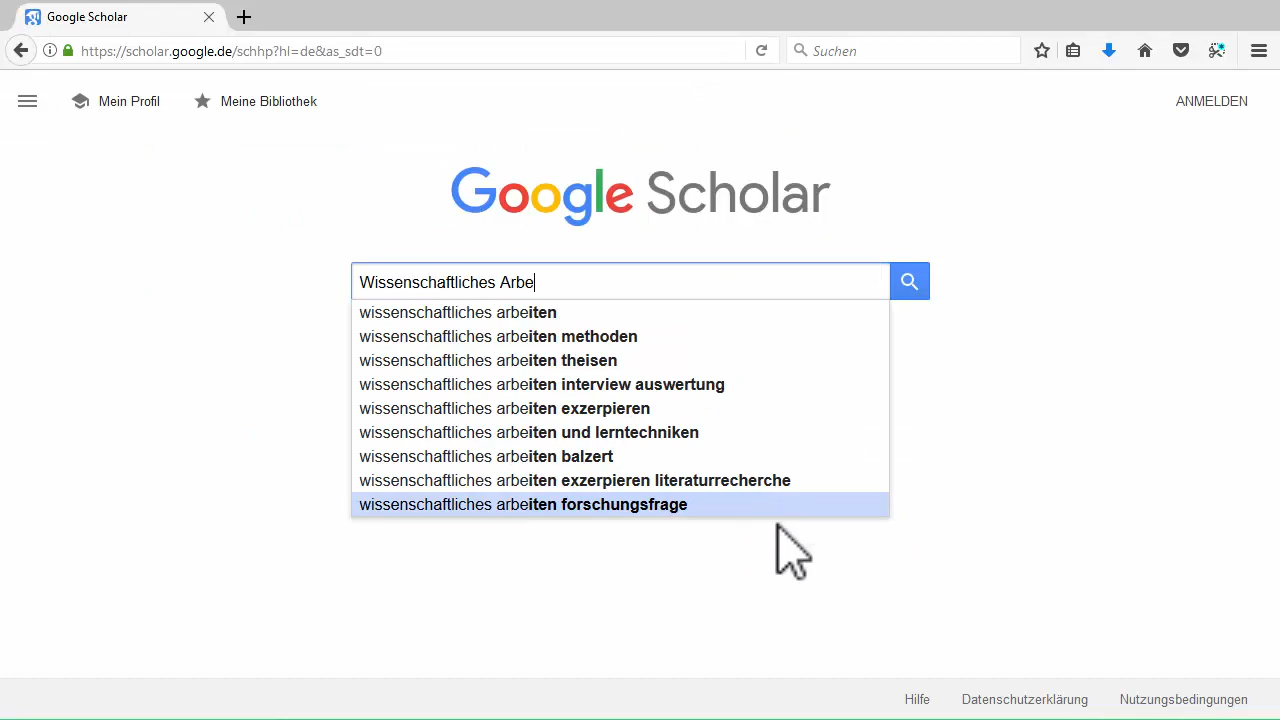 Google Scholar
https://scholar.google.de/schhp?hl=de&as_sdt=0
Suchen
Mein Profil
Meine Bibliothek
ANMELDEN
Google Scholar
Wissenschaftliches Arbe
wissenschaftliches arbeiten
wissenschaftliches arbeiten methoden
wissenschaftliches arbeiten theisen
wissenschaftliches arbeiten interview auswertung
wissenschaftliches arbeiten exzerpieren
wissenschaftliches arbeiten und lerntechniken
wissenschaftliches arbeiten balzert
wissenschaftliches arbeiten exzerpieren literaturrecherche
wissenschaftliches arbeiten forschungsfrage
Hilfe
Datenschutzerklärung
Nutzungsbedingungen